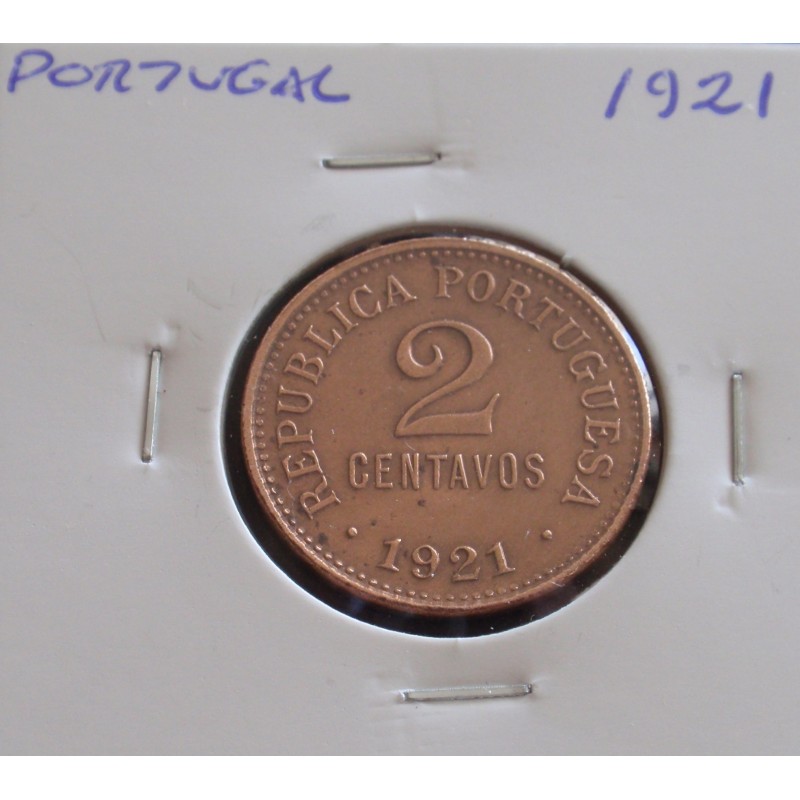 PORTUGAL 1921
REPUBLICA PORTUGUESA
2
CENTAVOS
· 1921 ·